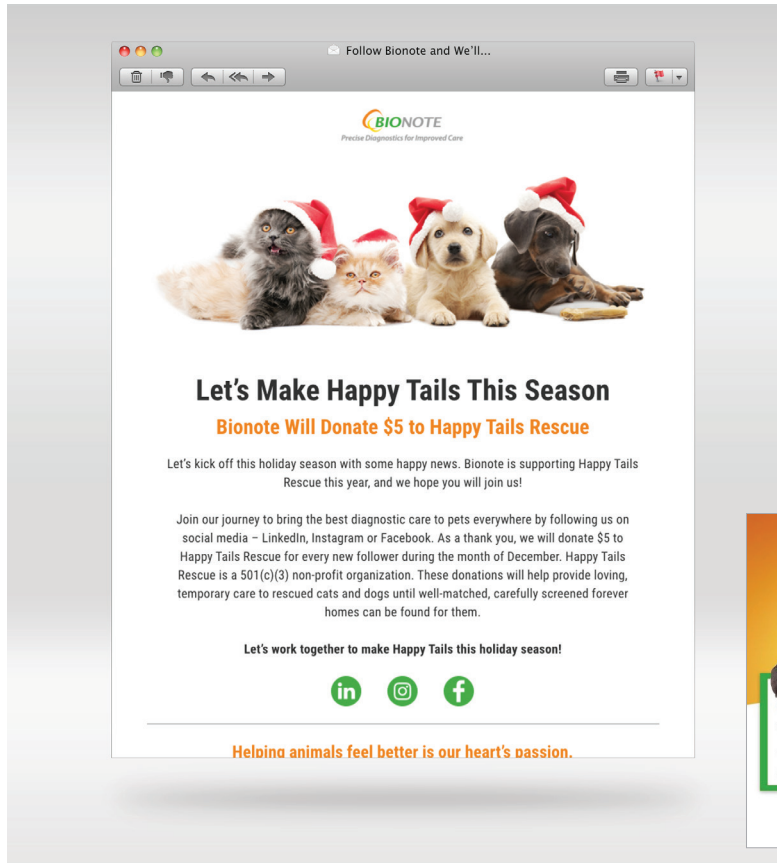 Follow Bionote and We'll...
BIONOTE
Precise Diagnostics for Improved Care
Let's Make Happy Tails This Season
Bionote Will Donate $5 to Happy Tails Rescue
Let's kick off this holiday season with some happy news. Bionote is supporting Happy Tails
Rescue this year, and we hope you will join us!
Join our journey to bring the best diagnostic care to pets everywhere by following us on
social media – LinkedIn, Instagram or Facebook. As a thank you, we will donate $5 to
Happy Tails Rescue for every new follower during the month of December. Happy Tails
Rescue is a 501(c)(3) non-profit organization. These donations will help provide loving,
temporary care to rescued cats and dogs until well-matched, carefully screened forever
homes can be found for them.
Let's work together to make Happy Tails this holiday season!
in
f
Helping animals feel better is our heart's passion.